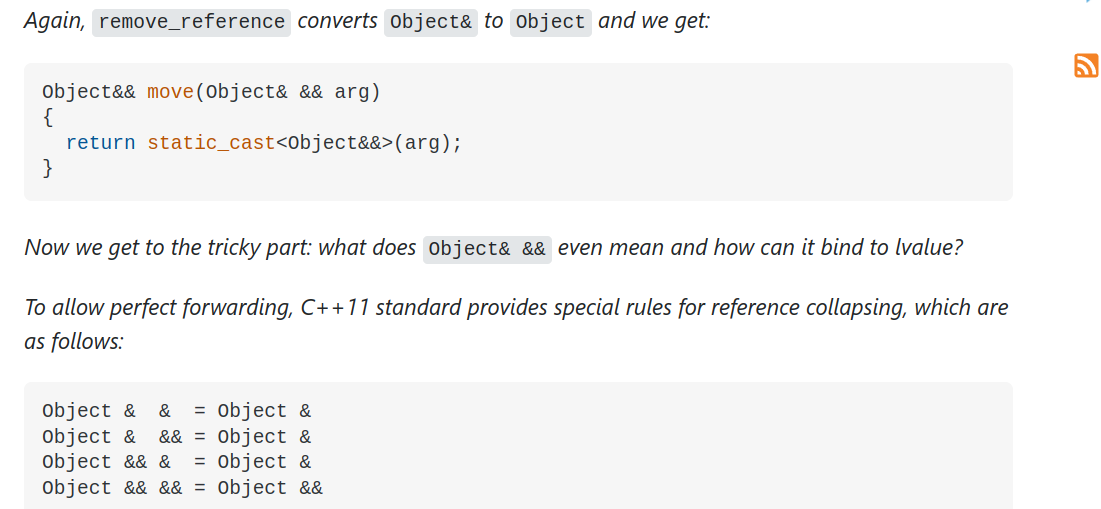 Again, remove_reference converts Object& to Object and we get:
Object&& move(Object& && arg)
{
  return static_cast<Object&&>(arg);
}
Now we get to the tricky part: what does Object& && even mean and how can it bind to lvalue?
To allow perfect forwarding, C++11 standard provides special rules for reference collapsing, which are
as follows:
Object &  &  = Object &
Object &  && = Object &
Object && &  = Object &
Object && && = Object &&